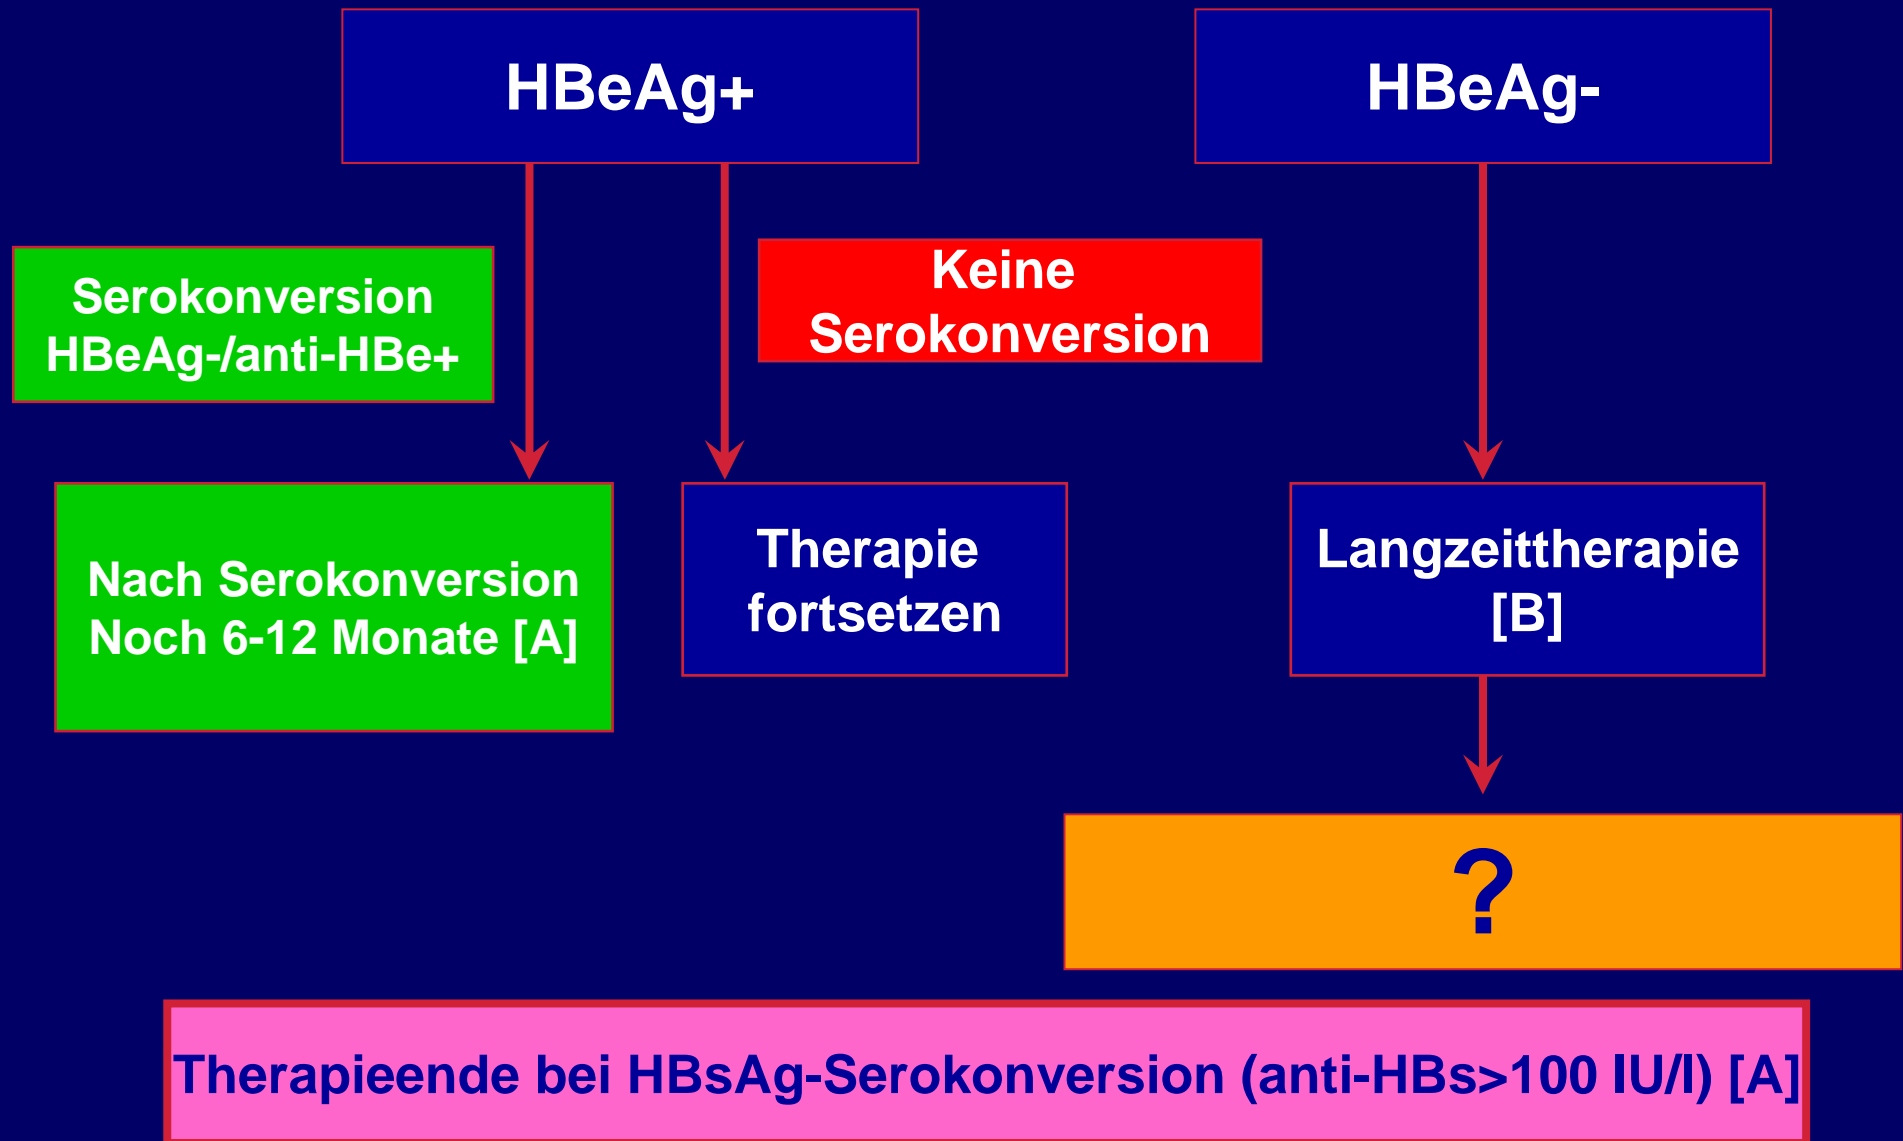 HBeAg+
HBeAg-
Serokonversion
HBeAg-/anti-HBe+
Keine
Serokonversion
Nach Serokonversion
Noch 6-12 Monate [A]
Therapie
fortsetzen
Langzeittherapie
[B]
?
Therapieende bei HBsAg-Serokonversion (anti-HBs>100 IU/l) [A]